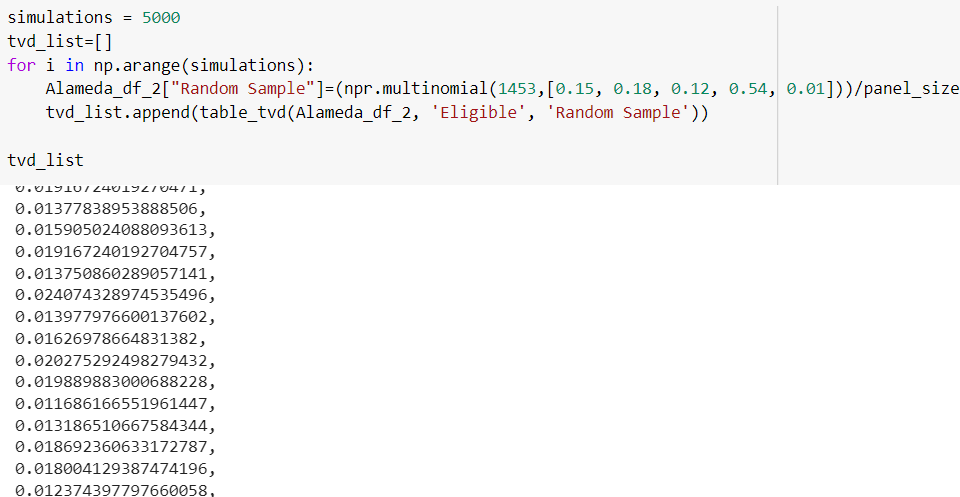 simulations = 5000
tvd_list=[]
for i in np.arange(simulations):
    Alameda_df_2["Random Sample"]=(npr.multinomial(1453,[0.15, 0.18, 0.12, 0.54, 0.01]))/panel_size
    tvd_list.append(table_tvd(Alameda_df_2, 'Eligible', 'Random Sample'))
tvd_list
0.01916724019270471,
0.01377838953888506,
0.015905024088093613,
0.019167240192704757,
0.013750860289057141,
0.024074328974535496,
0.013977976600137602,
0.01626978664831382,
0.020275292498279432,
0.019889883000688228,
0.011686166551961447,
0.013186510667584344,
0.018692360633172787,
0.018004129387474196,
0.012374397797660058,